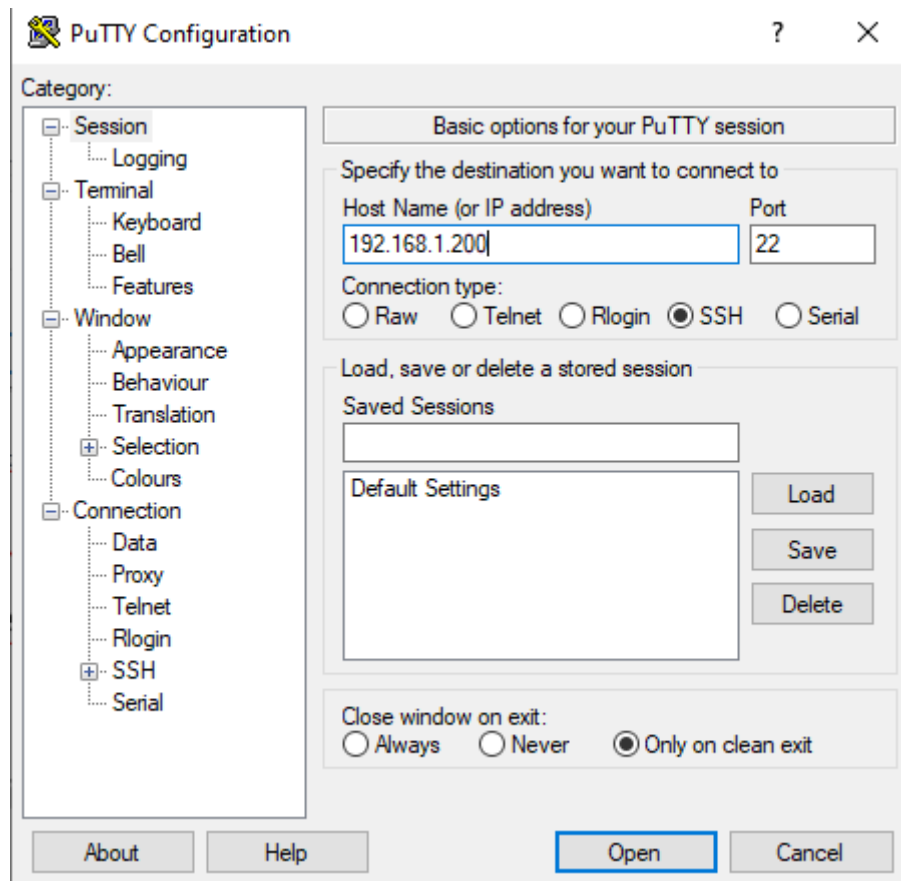 PuTTY Configuration
?
Category:
Session
Logging
Terminal
Keyboard
Bell
Features
Window
Appearance
Behaviour
Translation
Selection
Colours
Connection
Data
Proxy
Telnet
Rlogin
SSH
Serial
Basic options for your PuTTY session
Specify the destination you want to connect to
Host Name (or IP address) Port
192.168.1.200 22
Connection type:
Raw Telnet Rlogin SSH Serial
Load, save or delete a stored session
Saved Sessions
Default Settings
Load
Save
Delete
Close window on exit:
Always Never Only on clean exit
About Help Open Cancel